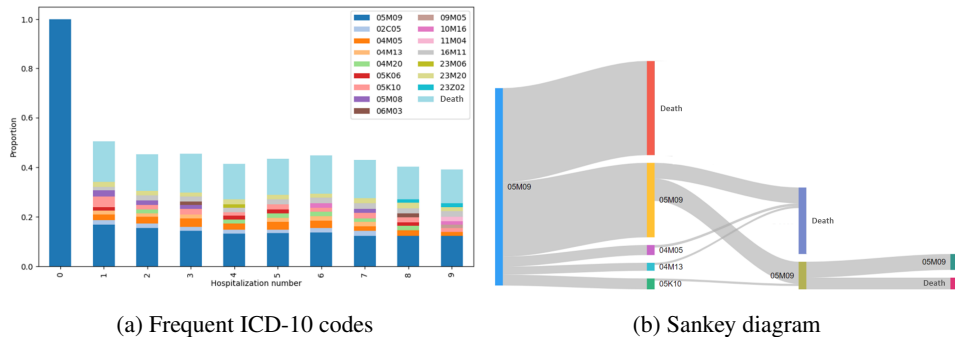 1.0
0.8
0.6
0.4
0.2
0.0
Proportion
0
1
2
3
4
5
6
7
8
9
Hospitalization number
05M09
02C05
04M05
04M13
04M20
05K06
05K10
05M08
06M03
09M05
10M16
11M04
16M11
23M06
23M20
23Z02
Death
(a) Frequent ICD-10 codes
05M09
Death
05M09
04M05
04M13
05K10
Death
05M09
05M09
Death
(b) Sankey diagram